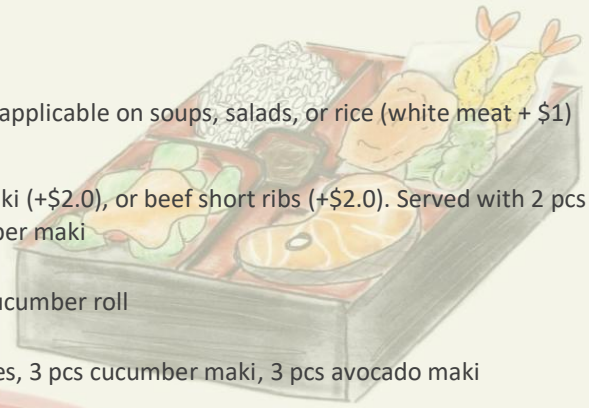 applicable on soups, salads, or rice (white meat + $1)
ki (+$2.0), or beef short ribs (+$2.0). Served with 2 pcs
ber maki
ucumber roll
es, 3 pcs cucumber maki, 3 pcs avocado maki